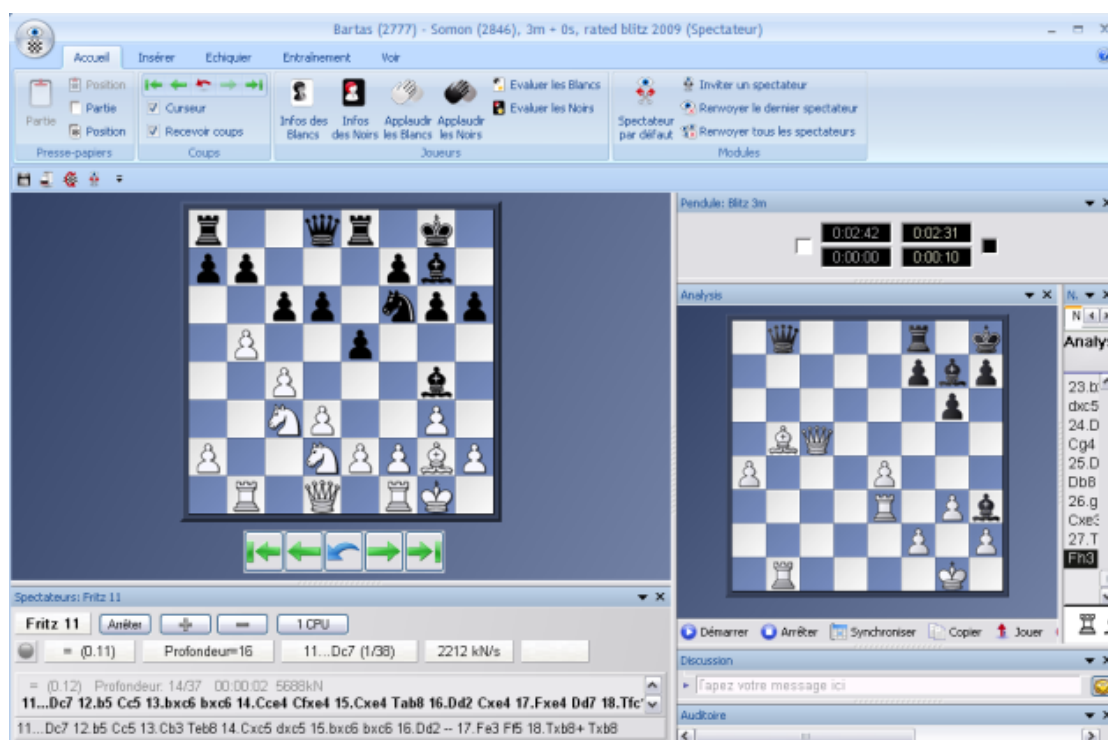 Bartas (2777) - Somon (2846), 3m + 0s, rated blitz 2009 (Spectateur)
Accueil Insérer Echiquier Entraînement Voir
Partie
Position
Partie
Position
Presse-papiers
Curseur
Recevoir coups
Coups
Infos des Blancs
Infos des Noirs
Applaudir les Blancs
Applaudir les Noirs
Evaluer les Blancs
Evaluer les Noirs
Joueurs
Spectateur par défaut
Inviter un spectateur
Renvoyer le dernier spectateur
Renvoyer tous les spectateurs
Modules
Pendule: Blitz 3m
0:02:42 0:02:31
0:00:00 0:00:10
Analysis
N.
N
Analy
23.b
dxc5
24.D
Cg4
25.D
Db8
26.g
Cxe3
27.T
Fh3
Démarrer Arrêter Synchroniser Copier Jouer
Spectateurs: Fritz 11
Fritz 11 Arrêter 1 CPU
= (0.11) Profondeur=16 11...Dc7 (1/38) 2212 kN/s
= (0.12) Profondeur: 14/37 00:00:02 5688kN
11...Dc7 12.b5 Cc5 13.bxc6 bxc6 14.Cce4 Cfxe4 15.Cxe4 Tab8 16.Dd2 Cxe4 17.Fxe4 Dd7 18.Tfc
11...Dc7 12.b5 Cc5 13.Cb3 Teb8 14.Cxc5 dxc5 15.bxc6 bxc6 16.Dd2 -- 17.Fe3 Ff5 18.Txb8+ Txb8
Discussion
Tapez votre message ici
Auditoire